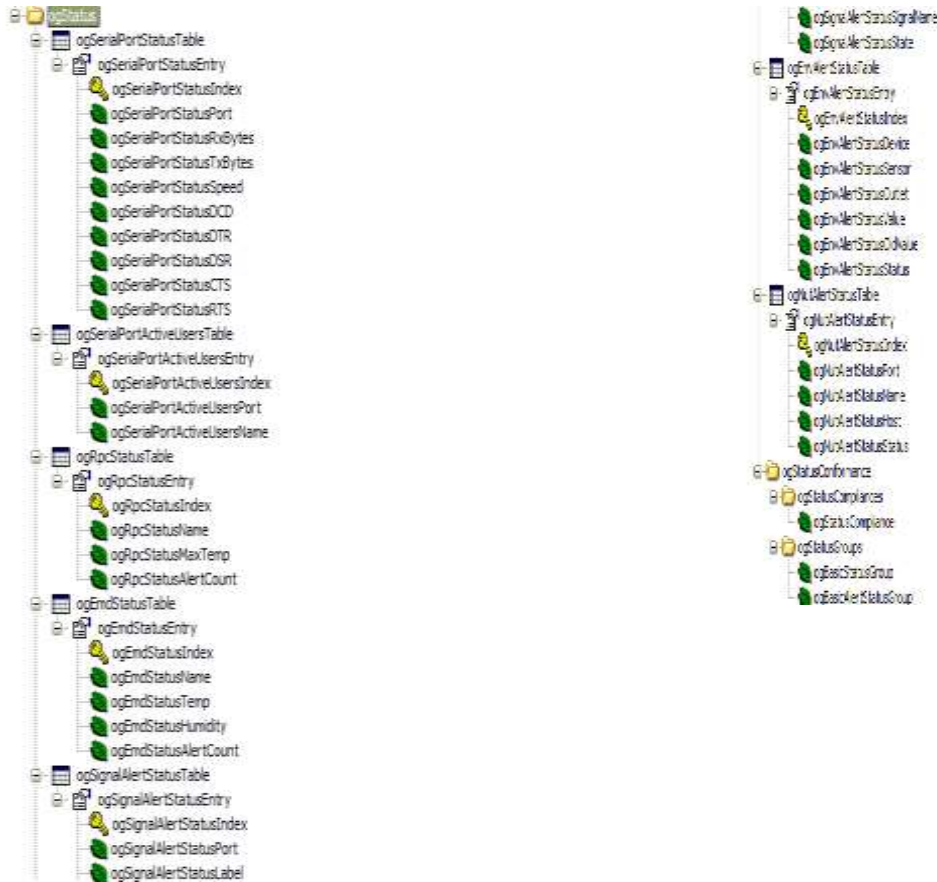 ogStatus
ogSerialPortStatusTable
ogSerialPortStatusEntry
ogSerialPortStatusIndex
ogSerialPortStatusPort
ogSerialPortStatusRxBytes
ogSerialPortStatusTxBytes
ogSerialPortStatusSpeed
ogSerialPortStatusDCD
ogSerialPortStatusDTR
ogSerialPortStatusDSR
ogSerialPortStatusCTS
ogSerialPortStatusRTS
ogSerialPortActiveUsersTable
ogSerialPortActiveUsersEntry
ogSerialPortActiveUsersIndex
ogSerialPortActiveUsersPort
ogSerialPortActiveUsersName
ogRpcStatusTable
ogRpcStatusEntry
ogRpcStatusIndex
ogRpcStatusName
ogRpcStatusMaxTemp
ogRpcStatusAlertCount
ogEmdStatusTable
ogEmdStatusEntry
ogEmdStatusIndex
ogEmdStatusName
ogEmdStatusTemp
ogEmdStatusHumidity
ogEmdStatusAlertCount
ogSignalAlertStatusTable
ogSignalAlertStatusEntry
ogSignalAlertStatusIndex
ogSignalAlertStatusPort
ogSignalAlertStatusLabel
ogSignalAlertStatusSignalName
ogSignalAlertStatusState
ogEnvAlertStatusTable
ogEnvAlertStatusEntry
ogEnvAlertStatusIndex
ogEnvAlertStatusDevice
ogEnvAlertStatusSensor
ogEnvAlertStatusOutlet
ogEnvAlertStatusValue
ogEnvAlertStatusOldValue
ogEnvAlertStatusStatus
ogNutAlertStatusTable
ogNutAlertStatusEntry
ogNutAlertStatusIndex
ogNutAlertStatusPort
ogNutAlertStatusName
ogNutAlertStatusHost
ogNutAlertStatusStatus
ogStatusConformance
ogStatusCompliances
ogStatusCompliance
ogStatusGroups
ogBasicStatusGroup
ogBasicAlertStatusGroup